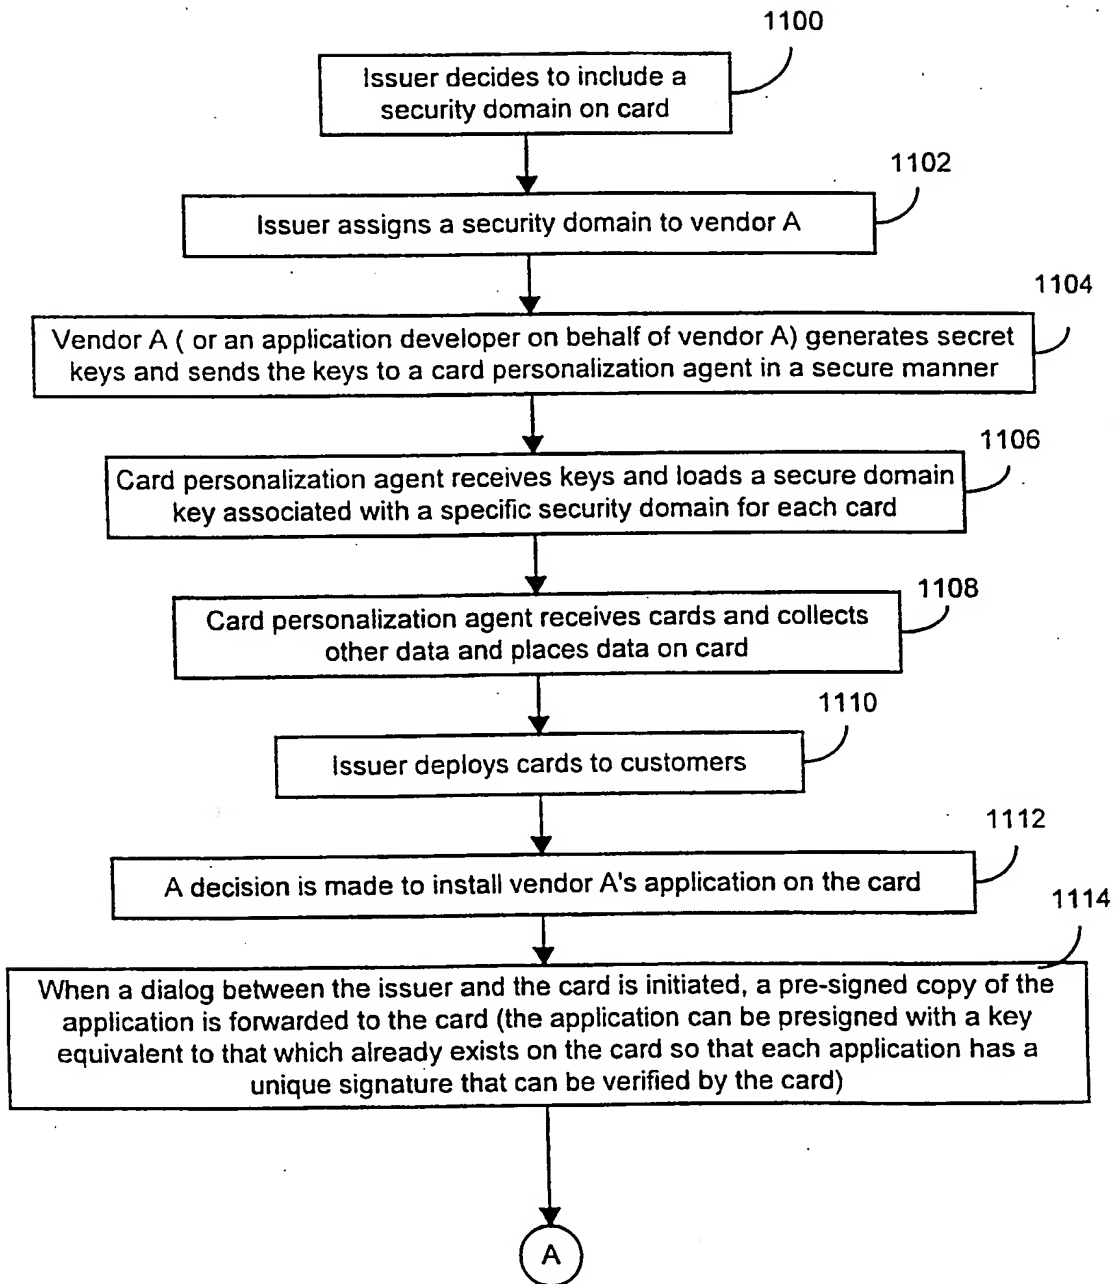 1100
Issuer decides to include a
security domain on card
1102
Issuer assigns a security domain to vendor A
1104
Vendor A ( or an application developer on behalf of vendor A) generates secret
keys and sends the keys to a card personalization agent in a secure manner
1106
Card personalization agent receives keys and loads a secure domain
key associated with a specific security domain for each card
1108
Card personalization agent receives cards and collects
other data and places data on card
1110
Issuer deploys cards to customers
1112
A decision is made to install vendor A's application on the card
1114
When a dialog between the issuer and the card is initiated, a pre-signed copy of the
application is forwarded to the card (the application can be presigned with a key
equivalent to that which already exists on the card so that each application has a
unique signature that can be verified by the card)
A